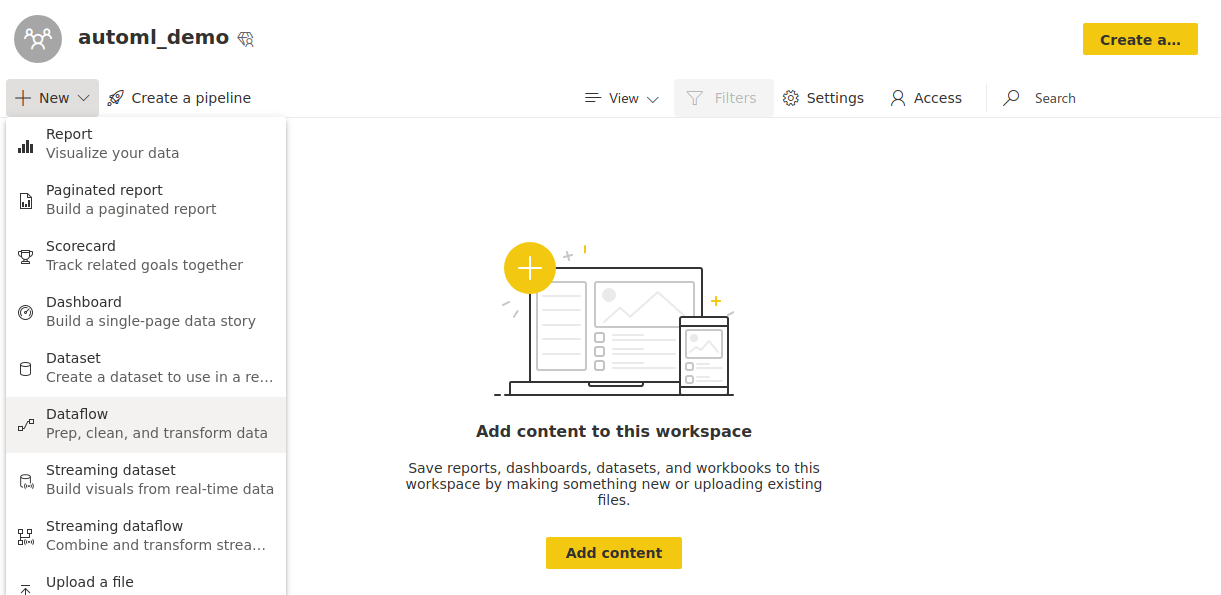 automl_demo
Create a...
New
Create a pipeline
View
Filters
Settings
Access
Search
Report
Visualize your data
Paginated report
Build a paginated report
Scorecard
Track related goals together
Dashboard
Build a single-page data story
Dataset
Create a dataset to use in a re...
Dataflow
Prep, clean, and transform data
Streaming dataset
Build visuals from real-time data
Streaming dataflow
Combine and transform strea...
Upload a file
Add content to this workspace
Save reports, dashboards, datasets, and workbooks to this
workspace by making something new or uploading existing
files.
Add content